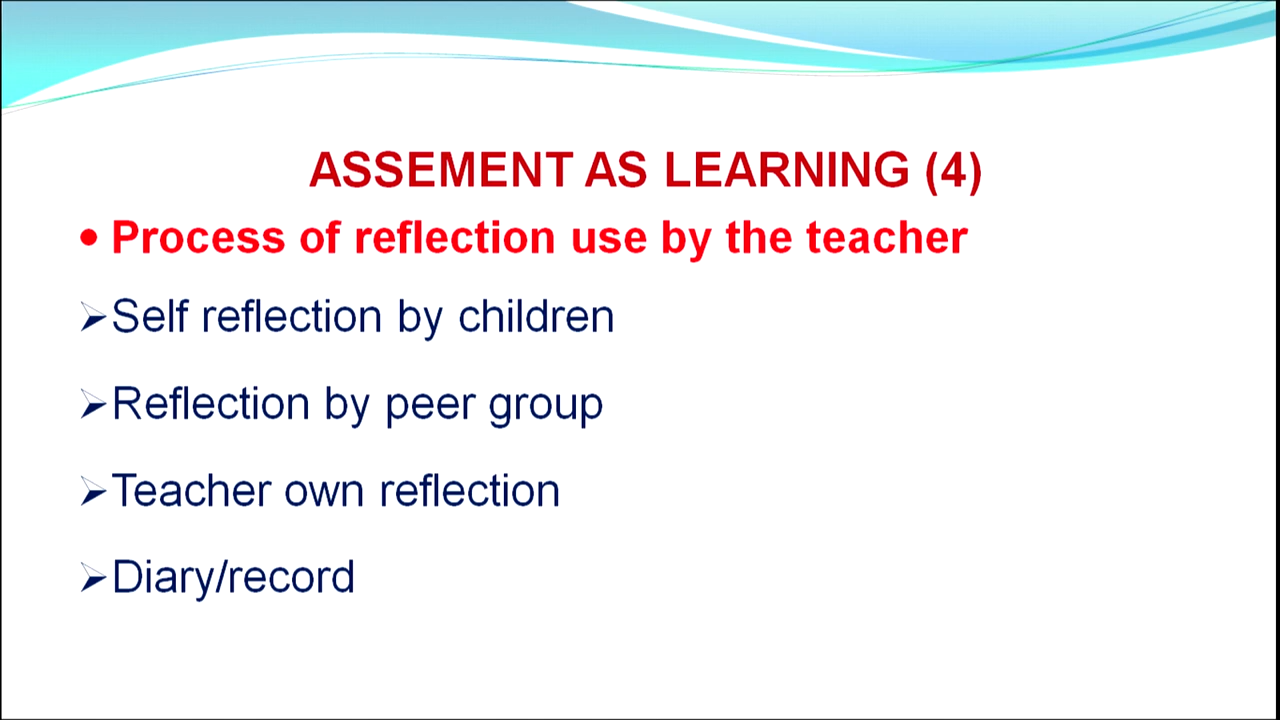 ASSEMENT AS LEARNING (4)
• Process of reflection use by the teacher
➢Self reflection by children
➢Reflection by peer group
➢Teacher own reflection
➢Diary/record